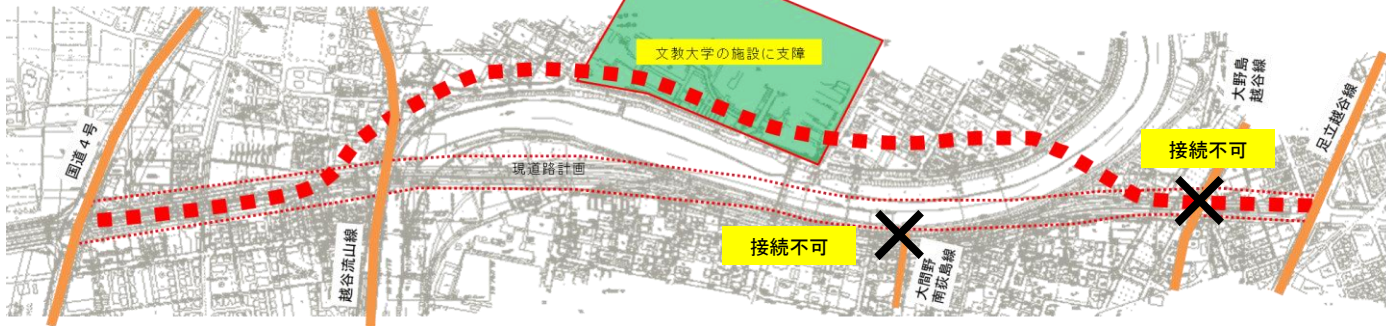 文教大学の施設に支障
国道4号
越谷流山線
現道路計画
接続不可
大間野
南荻島線
接続不可
大野島
越谷線
足立越谷線